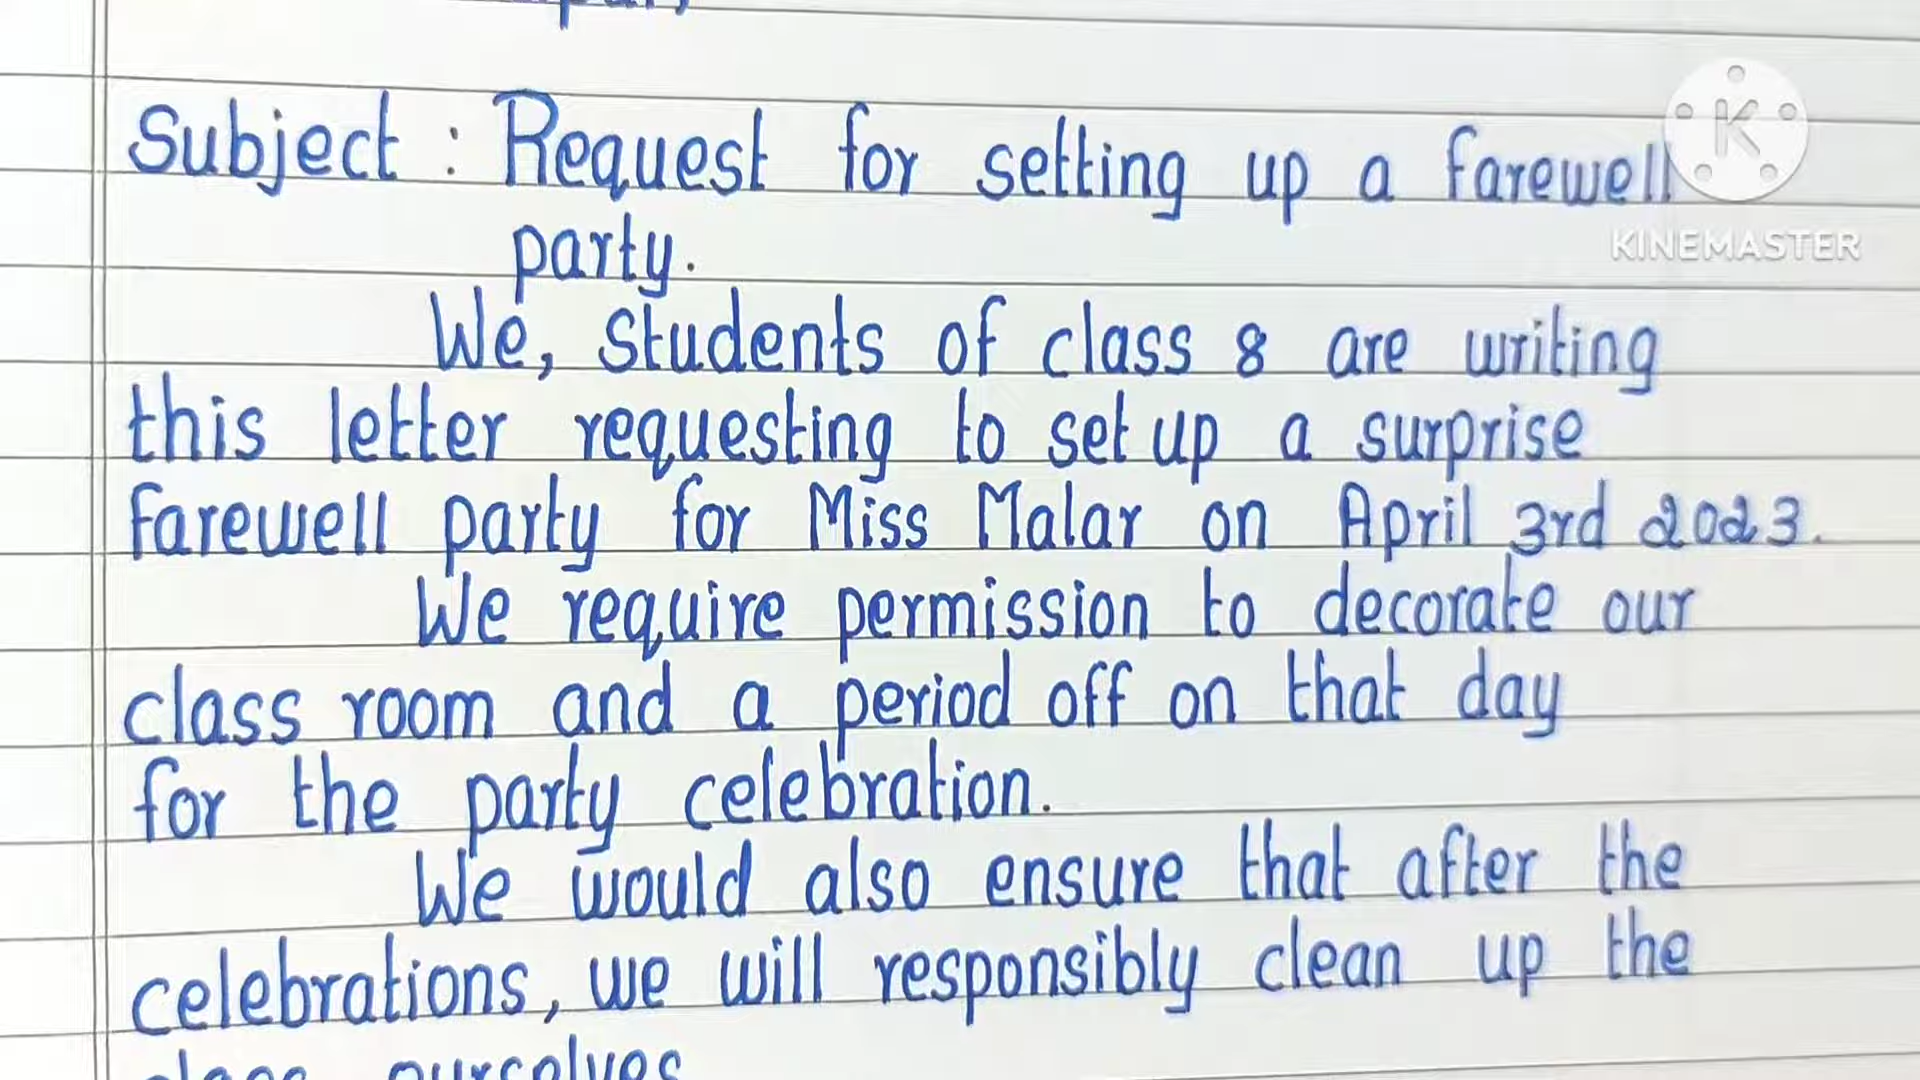 Subject : Request for setting up a farewell
party.
We, students of class 8 are writing
this letter requesting to set up a surprise
farewell party for Miss Malar on April 3rd 2023.
We require permission to decorate our
class room and a period off on that day
for the party celebration.
We would also ensure that after the
celebrations, we will responsibly clean up the
class ourselves
K
KINEMASTER